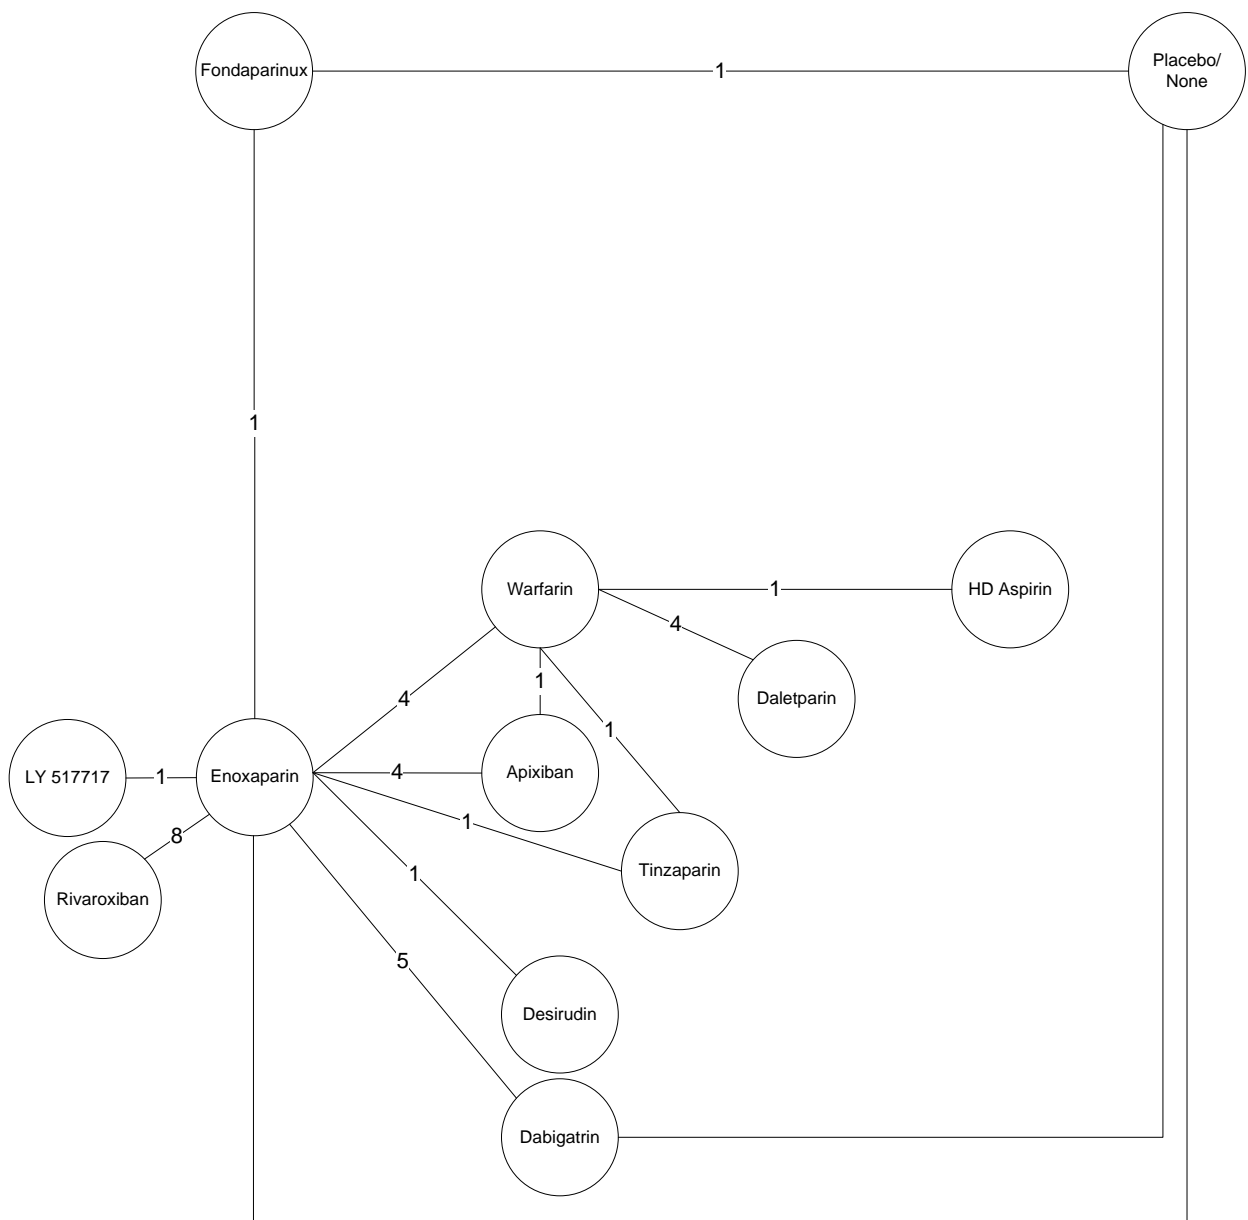 Fondaparinux
1
Placebo/
None
1
Warfarin
1
HD Aspirin
4
Daletparin
4
1
1
LY 517717
1
Enoxaparin
4
Apixiban
8
1
Tinzaparin
Rivaroxiban
1
5
Desirudin
Dabigatrin